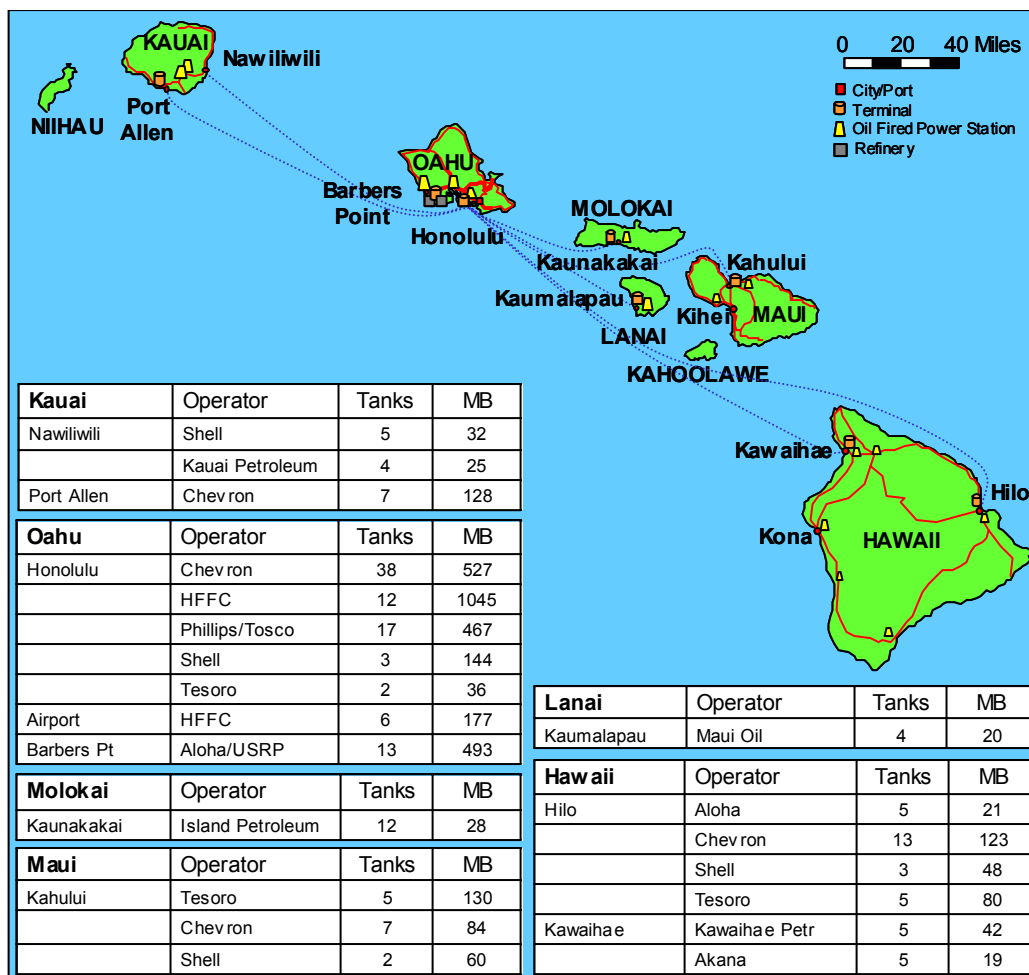 KAUAI
Nawiliwili
NIIHAU
Port
Allen
0 20 40 Miles
City/Port
Terminal
Oil Fired Power Station
Refinery
OAHU
Barbers
Point
Honolulu
MOLOKAI
Kaunakakai
Kahului
Kaumalapau
Kihei
MAUI
LANAI
KAHOOLAWE
Kawaihae
Hilo
Kona
HAWAII
Kauai Operator Tanks MB
Nawiliwili Shell 5 32
Kauai Petroleum 4 25
Port Allen Chevron 7 128
Oahu Operator Tanks MB
Honolulu Chevron 38 527
HFFC 12 1045
Phillips/Tosco 17 467
Shell 3 144
Tesoro 2 36
Airport HFFC 6 177
Barbers Pt Aloha/USRP 13 493
Molokai Operator Tanks MB
Kaunakakai Island Petroleum 12 28
Maui Operator Tanks MB
Kahului Tesoro 5 130
Chevron 7 84
Shell 2 60
Lanai Operator Tanks MB
Kaumalapau Maui Oil 4 20
Hawaii Operator Tanks MB
Hilo Aloha 5 21
Chevron 13 123
Shell 3 48
Tesoro 5 80
Kawaihae Kawaihae Petr 5 42
Akana 5 19